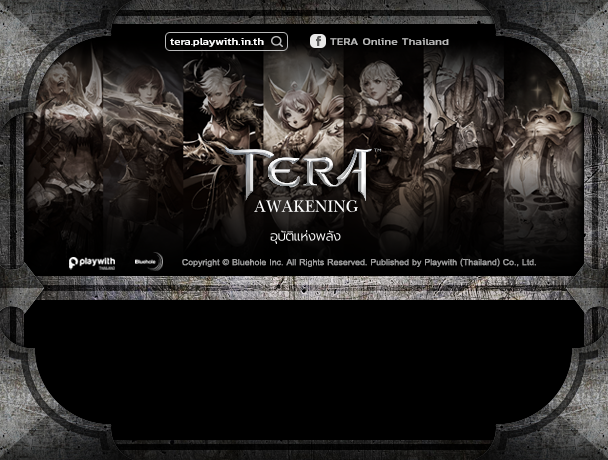 tera.playwith.in.th
TERA Online Thailand
TERA™
AWAKENING
อุบัติแห่งพลัง
playwith
THAILAND
Bluehole
Copyright © Bluehole Inc. All Rights Reserved. Published by Playwith (Thailand) Co., Ltd.